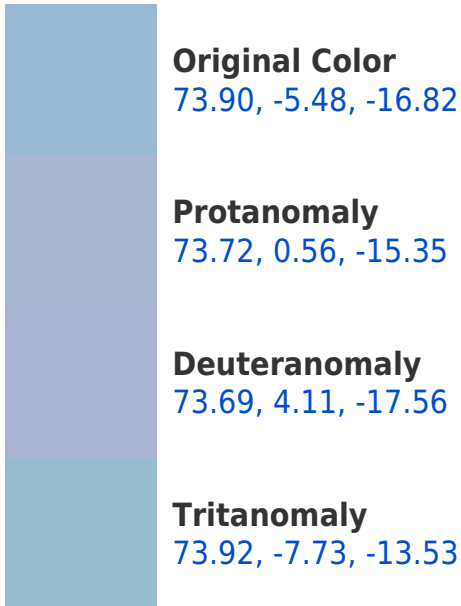 Original Color
73.90, -5.48, -16.82
Protanomaly
73.72, 0.56, -15.35
Deuteranomaly
73.69, 4.11, -17.56
Tritanomaly
73.92, -7.73, -13.53